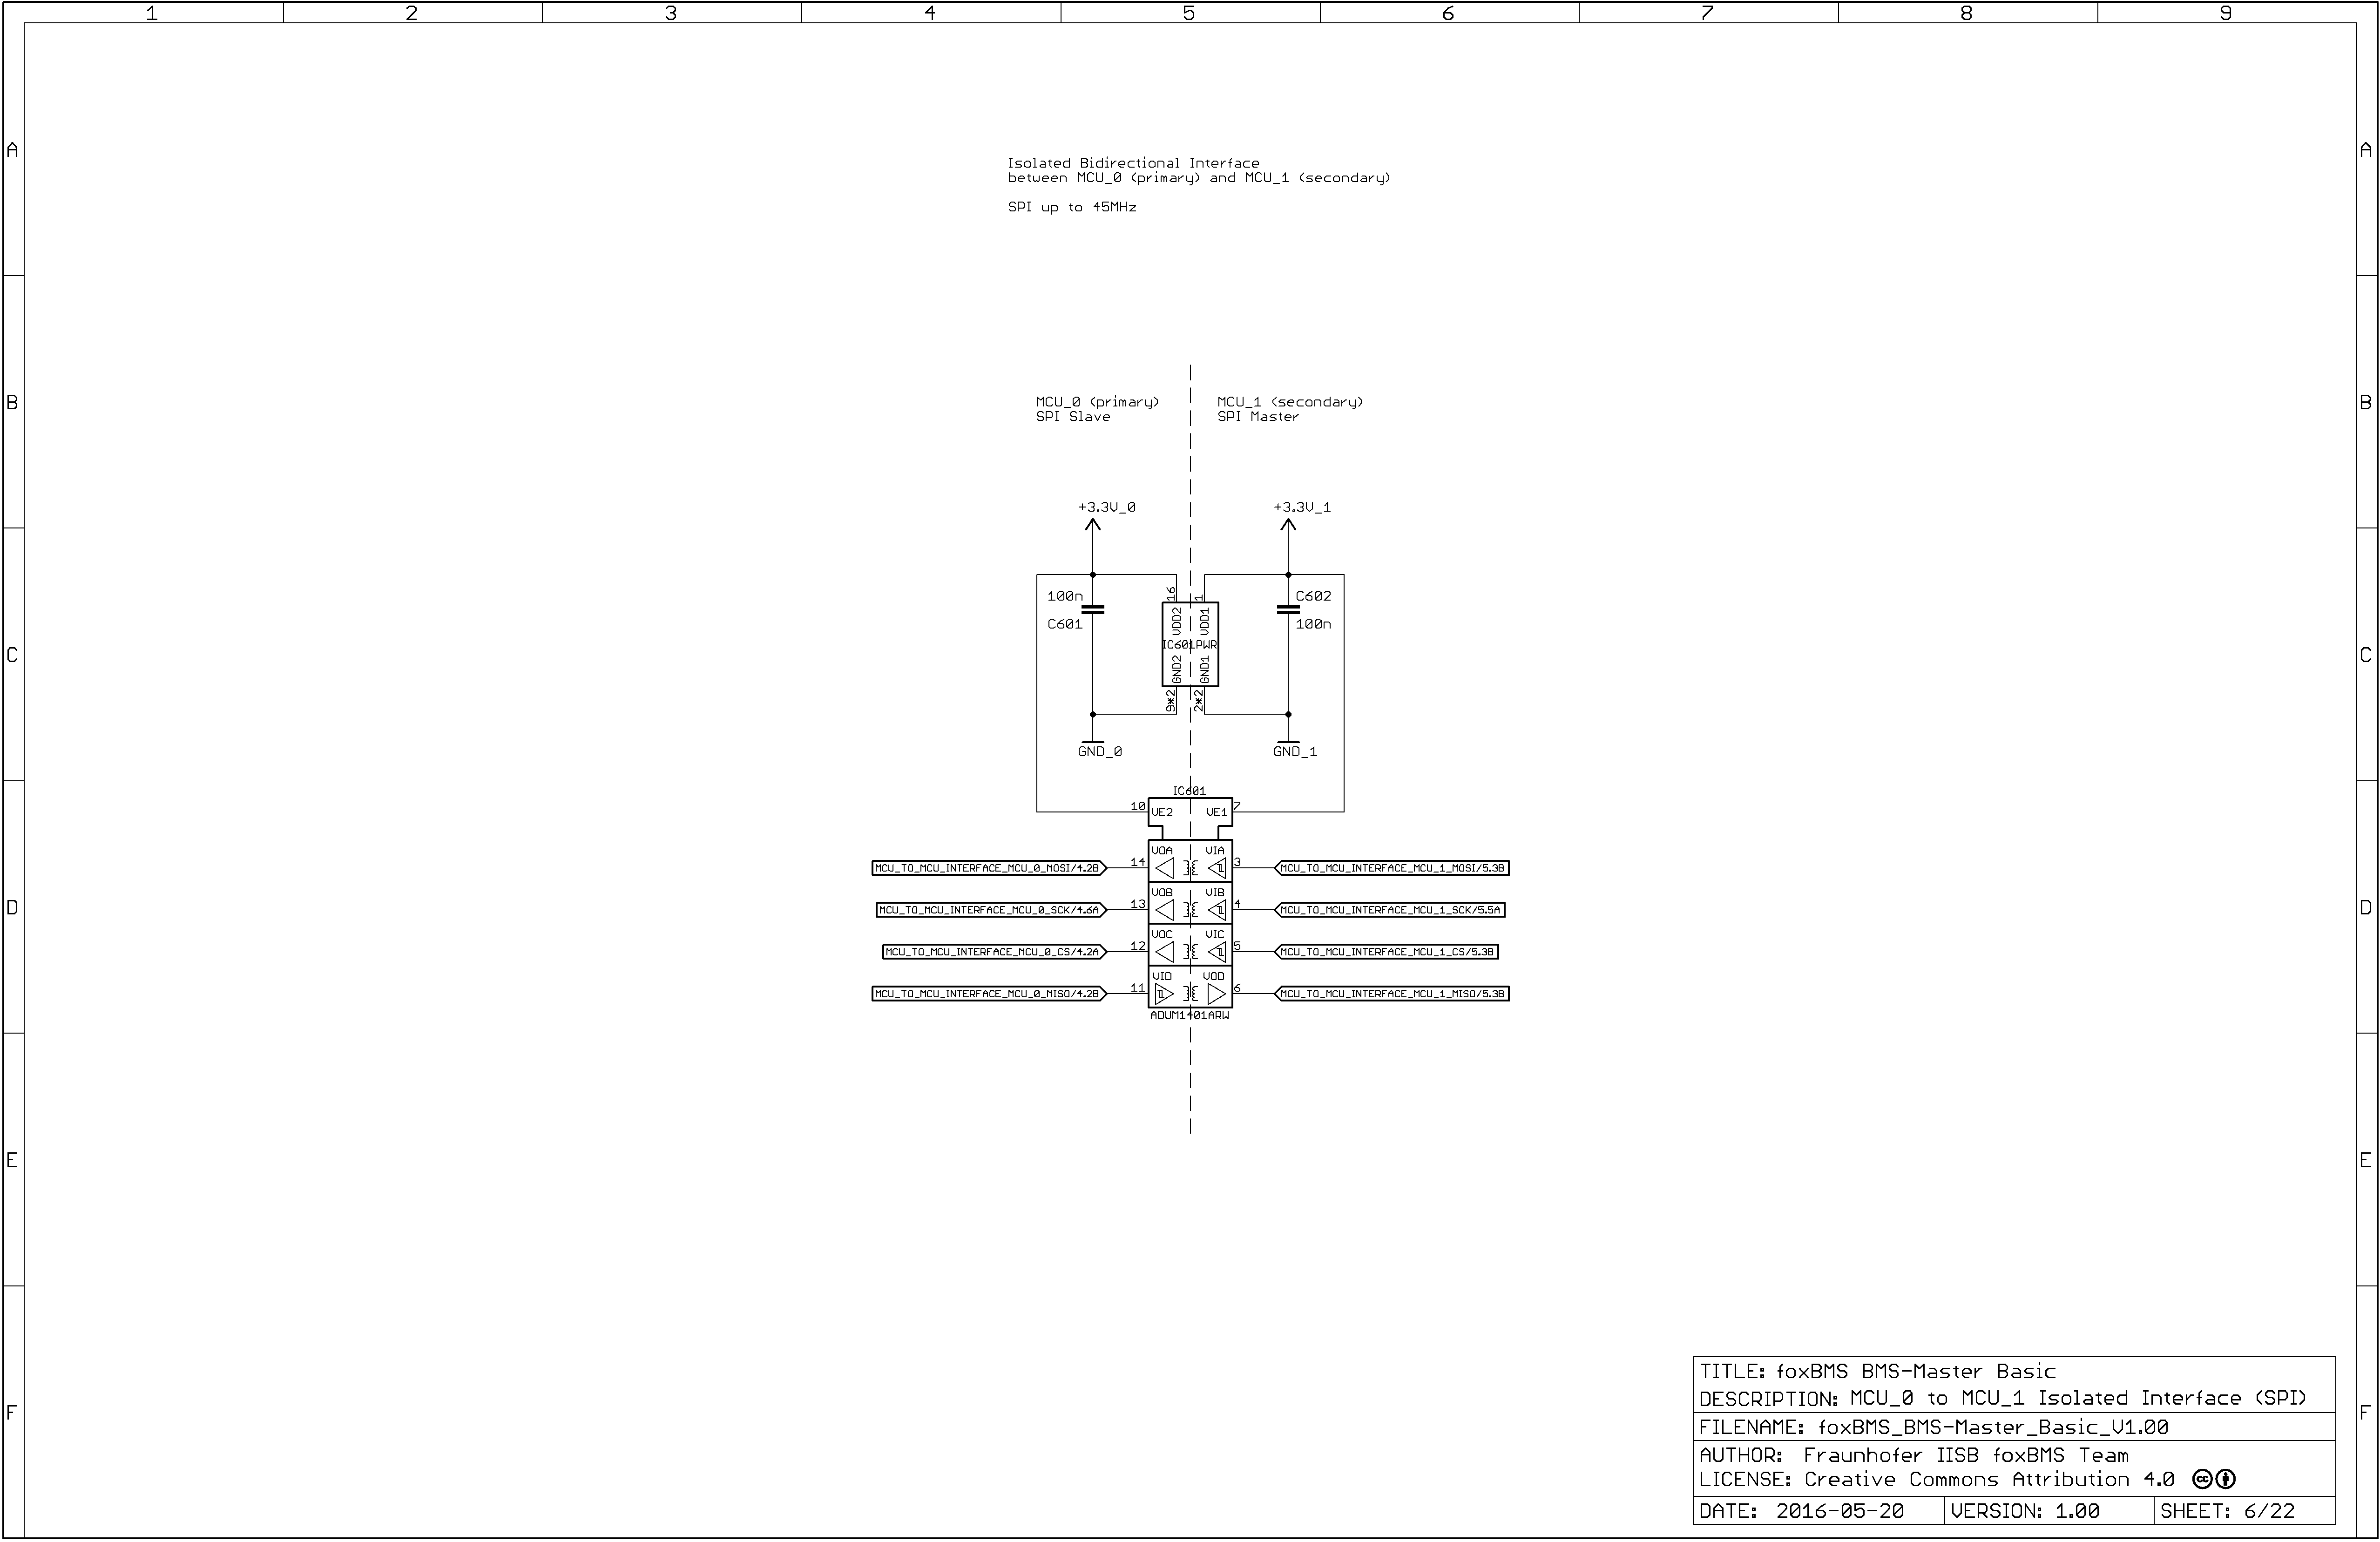 1 2 3 4 5 6 7 8 9
A A
Isolated Bidirectional Interface
between MCU_0 (primary) and MCU_1 (secondary)
SPI up to 45MHz
B B
MCU_0 (primary)
SPI Slave
MCU_1 (secondary)
SPI Master
+3.3V_0
+3.3V_1
100n
C601
16
1
VDD2
VDD1
IC601PWR
GND2
GND1
9*2
2*2
C602
100n
C C
GND_0
GND_1
IC601
10 VE2 VE1 7
VOA VIA
MCU_TO_MCU_INTERFACE_MCU_0_MOSI/4.2B 14 3 MCU_TO_MCU_INTERFACE_MCU_1_MOSI/5.3B
VOB VIB
MCU_TO_MCU_INTERFACE_MCU_0_SCK/4.6A 13 4 MCU_TO_MCU_INTERFACE_MCU_1_SCK/5.5A
D D
VOC VIC
MCU_TO_MCU_INTERFACE_MCU_0_CS/4.2A 12 5 MCU_TO_MCU_INTERFACE_MCU_1_CS/5.3B
VID VOD
MCU_TO_MCU_INTERFACE_MCU_0_MISO/4.2B 11 6 MCU_TO_MCU_INTERFACE_MCU_1_MISO/5.3B
ADUM1401ARW
E E
F F
TITLE: foxBMS BMS-Master Basic
DESCRIPTION: MCU_0 to MCU_1 Isolated Interface (SPI)
FILENAME: foxBMS_BMS-Master_Basic_V1.00
AUTHOR: Fraunhofer IISB foxBMS Team
LICENSE: Creative Commons Attribution 4.0 cc
DATE: 2016-05-20 VERSION: 1.00 SHEET: 6/22